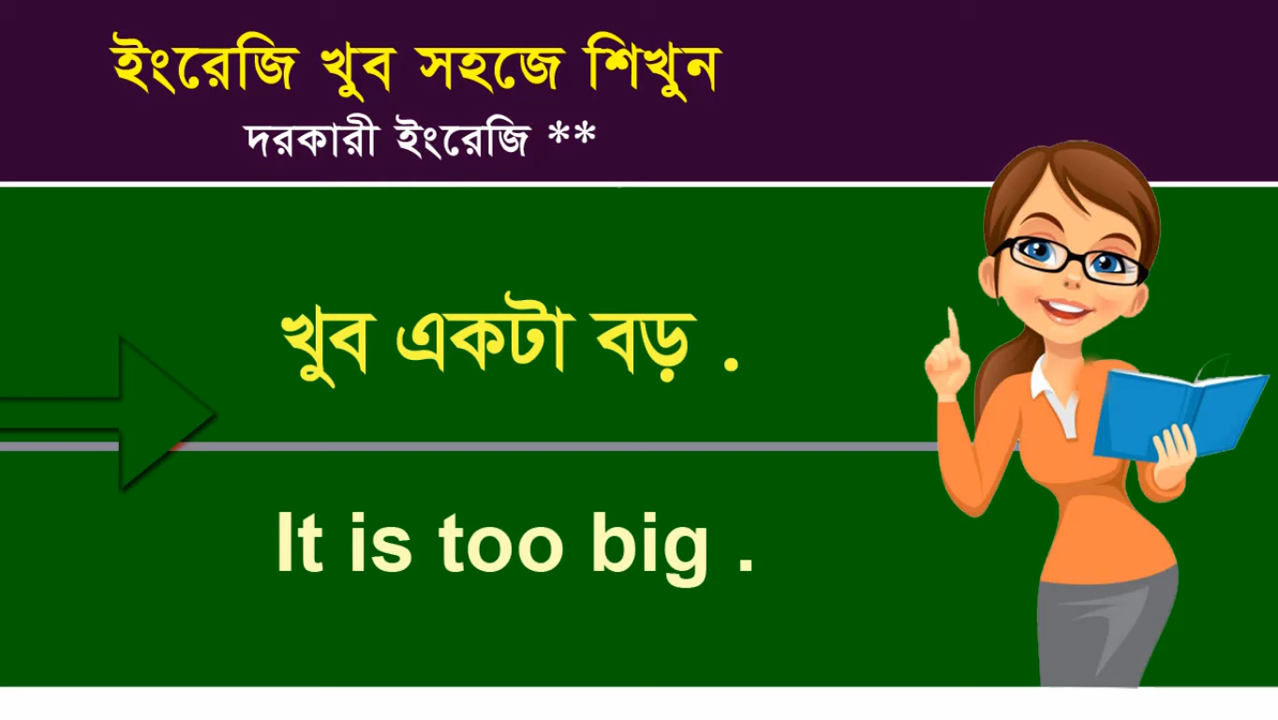 ইংরেজি খুব সহজে শিখুন
দরকারী ইংরেজি **
খুব একটা বড় .
It is too big .